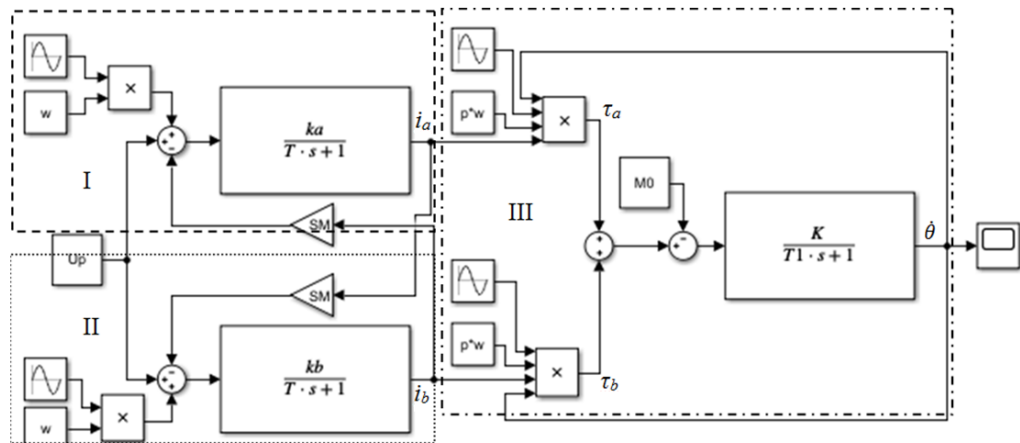 w
×
I
ka
T · s + 1
i_a
SM
Up
SM
II
w
×
kb
T · s + 1
i_b
p*w
×
τ_a
III
M0
K
T1 · s + 1
θ̇
p*w
×
τ_b